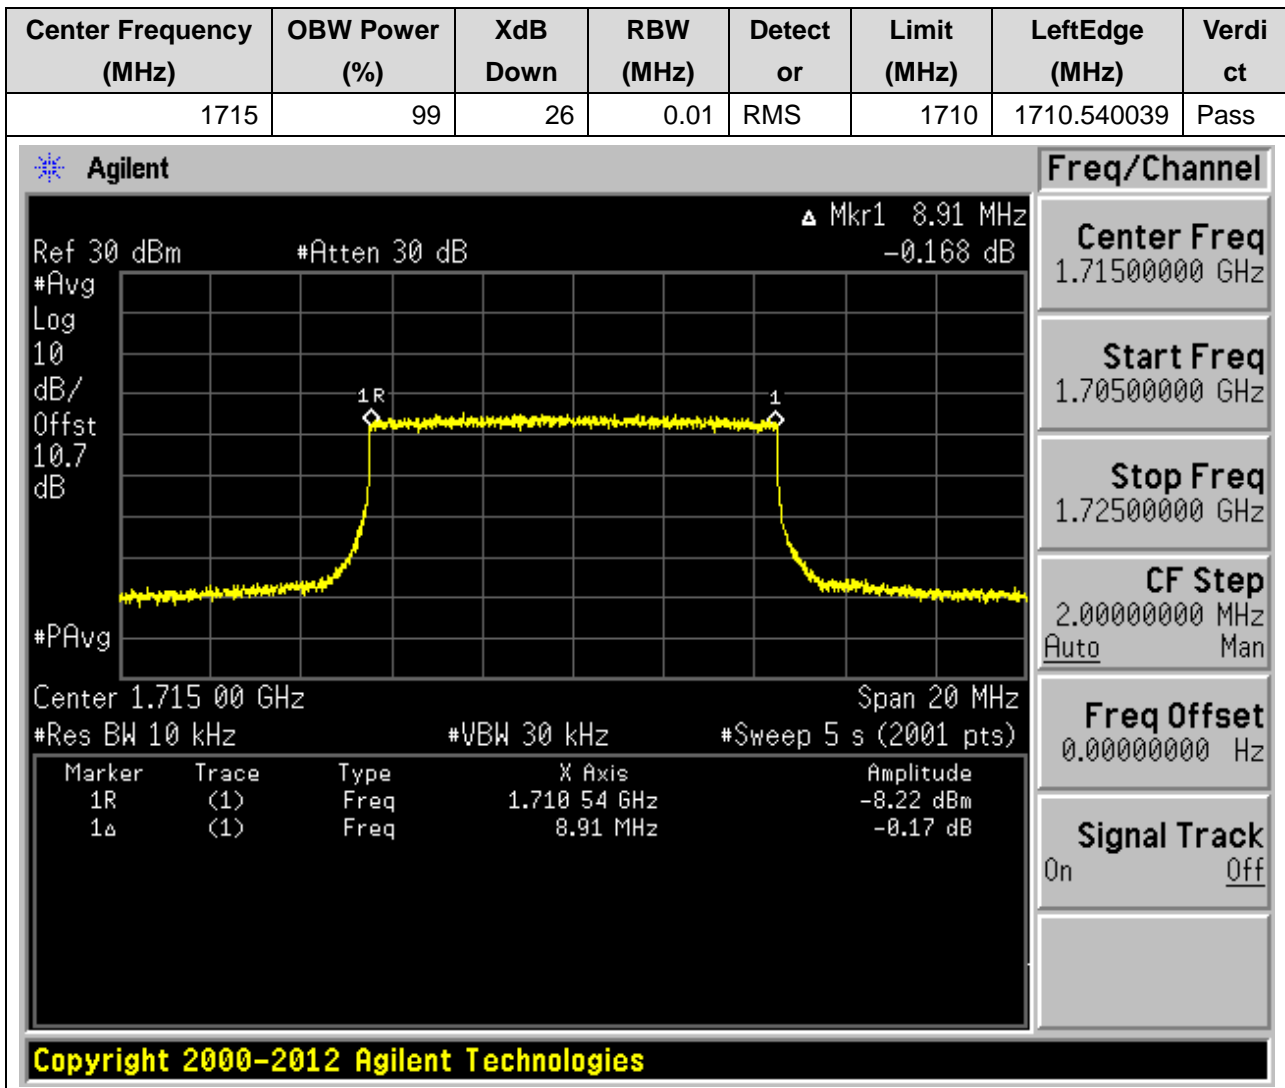 Center Frequency OBW Power XdB RBW Detect Limit LeftEdge Verdi
(MHz) (%) Down (MHz) or (MHz) (MHz) ct
1715 99 26 0.01 RMS 1710 1710.540039 Pass
Agilent Freq/Channel
Δ Mkr1 8.91 MHz
Ref 30 dBm #Atten 30 dB -0.168 dB
#Avg
Log
10
dB/
Offst
10.7
dB
1R 1
#PAvg
Center 1.715 00 GHz Span 20 MHz
#Res BW 10 kHz #VBW 30 kHz #Sweep 5 s (2001 pts)
Marker Trace Type X Axis Amplitude
1R (1) Freq 1.710 54 GHz -8.22 dBm
1Δ (1) Freq 8.91 MHz -0.17 dB
Center Freq
1.71500000 GHz
Start Freq
1.70500000 GHz
Stop Freq
1.72500000 GHz
CF Step
2.00000000 MHz
Auto Man
Freq Offset
0.00000000 Hz
Signal Track
On Off
Copyright 2000-2012 Agilent Technologies